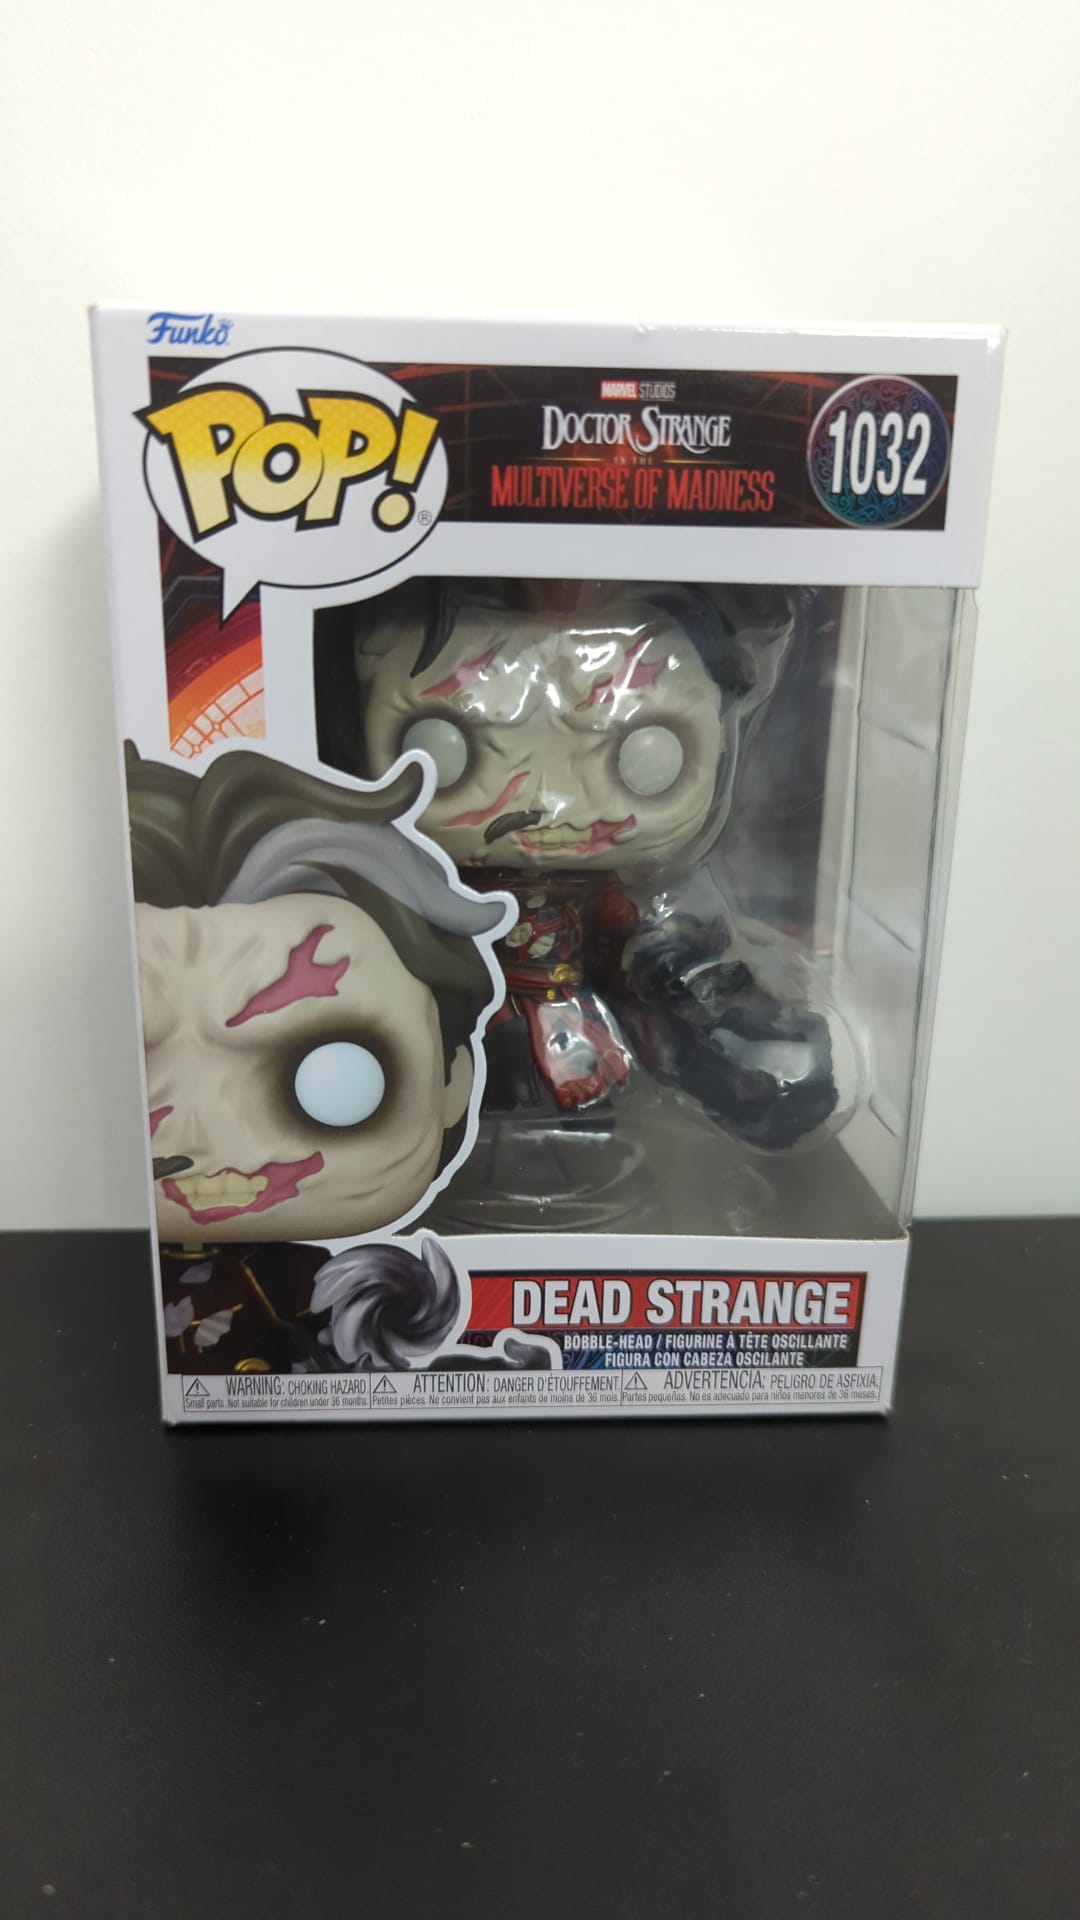 Funko
POP!®
MARVEL STUDIOS
DOCTOR STRANGE
IN THE
MULTIVERSE OF MADNESS
1032
DEAD STRANGE
BOBBLE-HEAD / FIGURINE À TÊTE OSCILLANTE
FIGURA CON CABEZA OSCILANTE
WARNING: CHOKING HAZARD.
Small parts. Not suitable for children under 36 months.
ATTENTION: DANGER D'ÉTOUFFEMENT.
Petites pièces. Ne convient pas aux enfants de moins de 36 mois.
ADVERTENCIA: PELIGRO DE ASFIXIA.
Partes pequeñas. No es adecuado para niños menores de 36 meses.